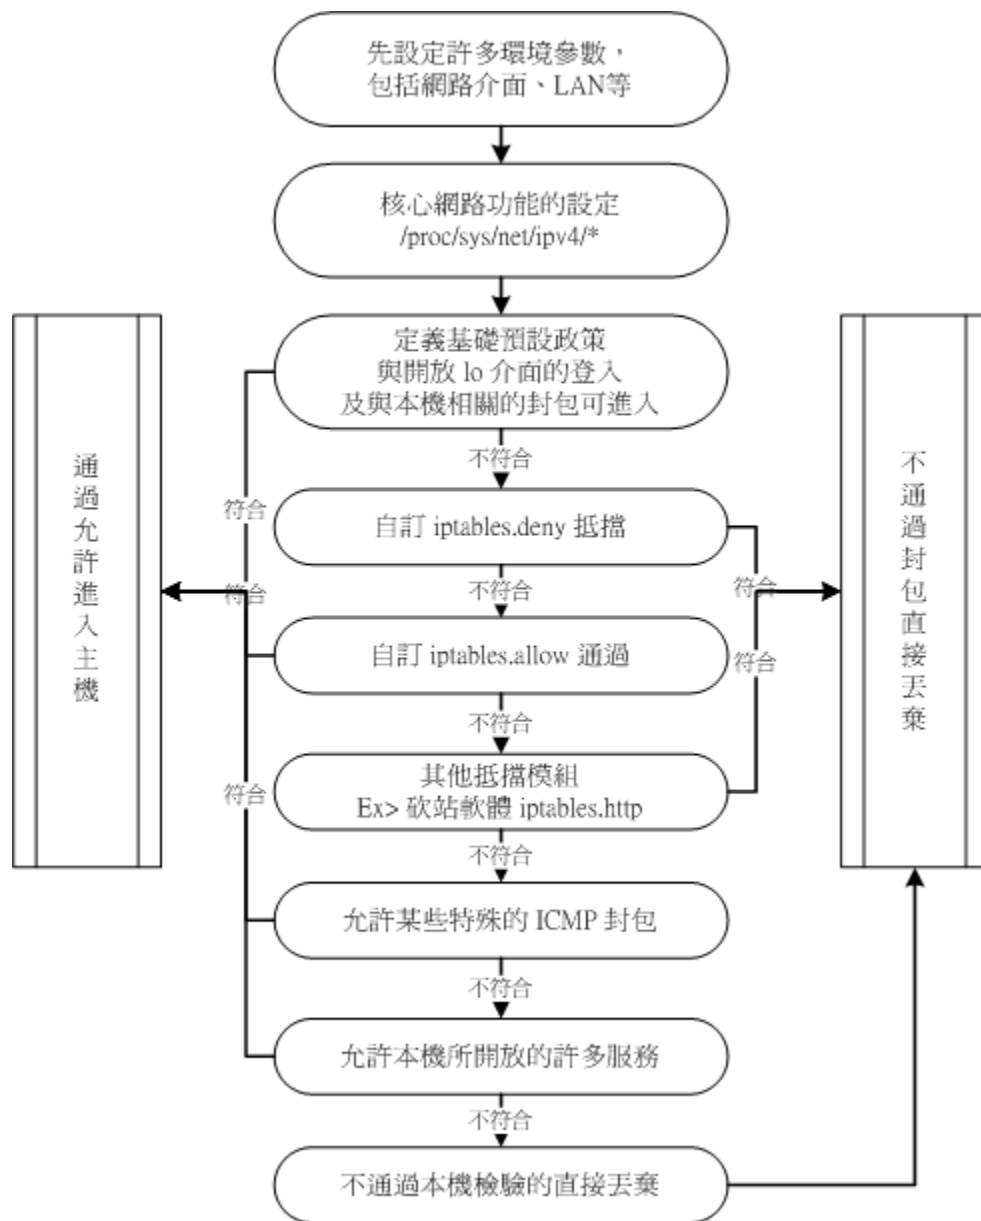 先設定許多環境參數，
包括網路介面、LAN等
核心網路功能的設定
/proc/sys/net/ipv4/*
定義基礎預設政策
與開放 lo 介面的登入
及與本機相關的封包可進入
不符合
符合
自訂 iptables.deny 抵擋
不符合
符合
符合
自訂 iptables.allow 通過
符合
不符合
其他抵擋模組
Ex> 砍站軟體 iptables.http
符合
不符合
允許某些特殊的 ICMP 封包
不符合
允許本機所開放的許多服務
不符合
不通過本機檢驗的直接丟棄
通過允許進入主機
不通過封包直接丟棄